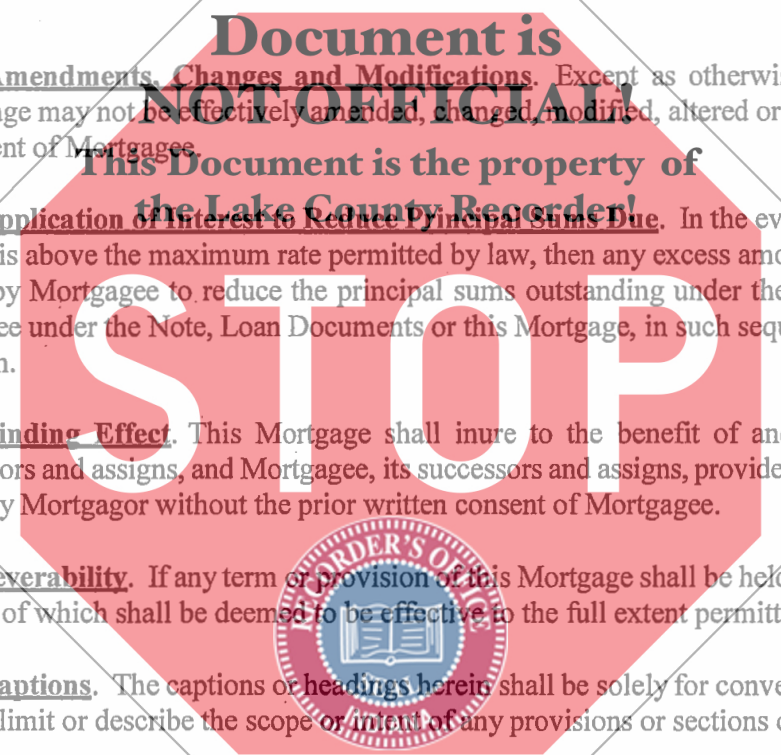 Document is
Amendments, Changes and Modifications. Except as otherwi
NOT OFFICIAL!
ge may not be effectively amended, changed, modified, altered or
ent of Mortgagee.
This Document is the property of
the Lake County Recorder!
pplication of Interest to Reduce Principal Sums Due. In the ev
is above the maximum rate permitted by law, then any excess amo
by Mortgagee to reduce the principal sums outstanding under the
ee under the Note, Loan Documents or this Mortgage, in such sequ
n.
STOP
inding Effect. This Mortgage shall inure to the benefit of an
ors and assigns, and Mortgagee, its successors and assigns, provide
y Mortgagor without the prior written consent of Mortgagee.
RECORDER'S OFFIC
everability. If any term or provision of this Mortgage shall be held
of which shall be deemed to be effective to the full extent permitt
SEAL
aptions. The captions or headings herein shall be solely for conve
limit or describe the scope or intent of any provisions or sections o